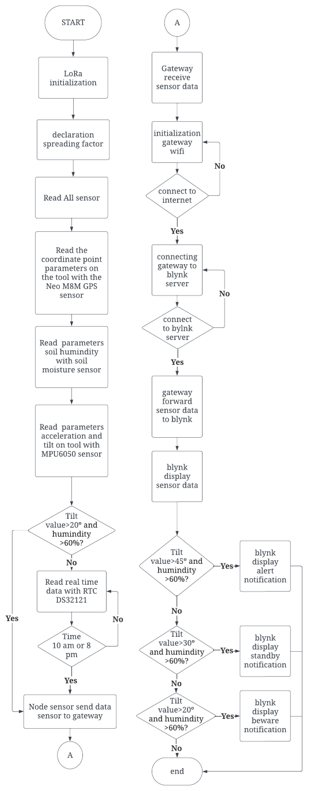 START
LoRa
initialization
declaration
spreading factor
Read All sensor
Read the
coordinate point
parameters on
the tool with the
Neo M8M GPS
sensor
Read parameters
soil humindity
with soil
moisture sensor
Read parameters
acceleration and
tilt on tool with
MPU6050 sensor
Tilt
value>20° and
humindity
>60%?
No
Yes
Read real time
data with RTC
DS32121
No
Time
10 am or 8
pm
Yes
Node sensor send data
sensor to gateway
A
A
Gateway
receive
sensor data
initialization
gateway
wifi
No
connect to
internet
Yes
connecting
gateway to
blynk
server
No
connect to
bylnk
server
Yes
gateway
forward
sensor data
to blynk
blynk
display
sensor data
Tilt
value>45° and
humindity
>60%?
Yes
blynk
display
alert
notification
No
Tilt
value>30°
and humindity
>60%?
Yes
blynk
display
standby
notification
No
Tilt
value>20°
and humindity
>60%?
Yes
blynk
display
beware
notification
No
end